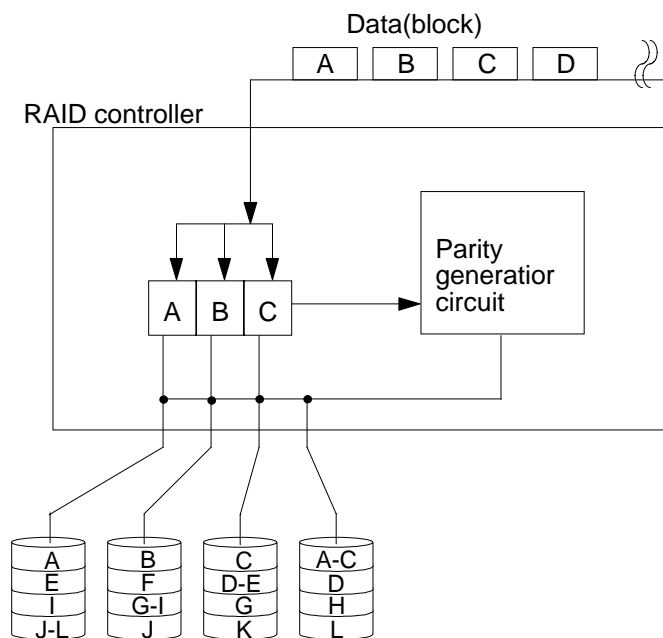 Data(block)
A B C D
RAID controller
Parity
generatior
circuit
A B C
A B C A-C
E F D-E D
I G-I G H
J-L J K L